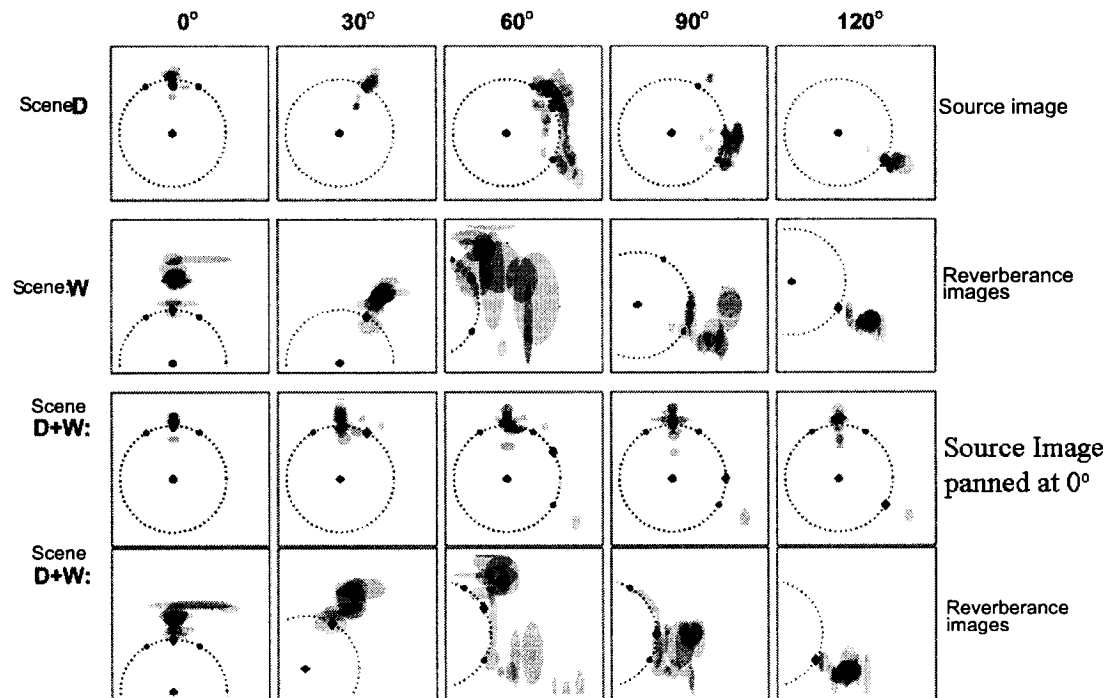 0° 30° 60° 90° 120°
SceneD
Source image
Scene:W
Reverberance
images
Scene
D+W:
Source Image
panned at 0°
Scene
D+W:
Reverberance
images